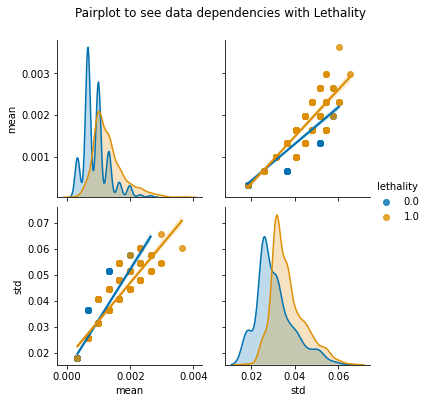 Pairplot to see data dependencies with Lethality
0.003
0.002
0.001
mean
lethality
0.0
1.0
0.07
0.06
0.05
0.04
0.03
0.02
std
0.000 0.002 0.004
mean
0.02 0.04 0.06
std